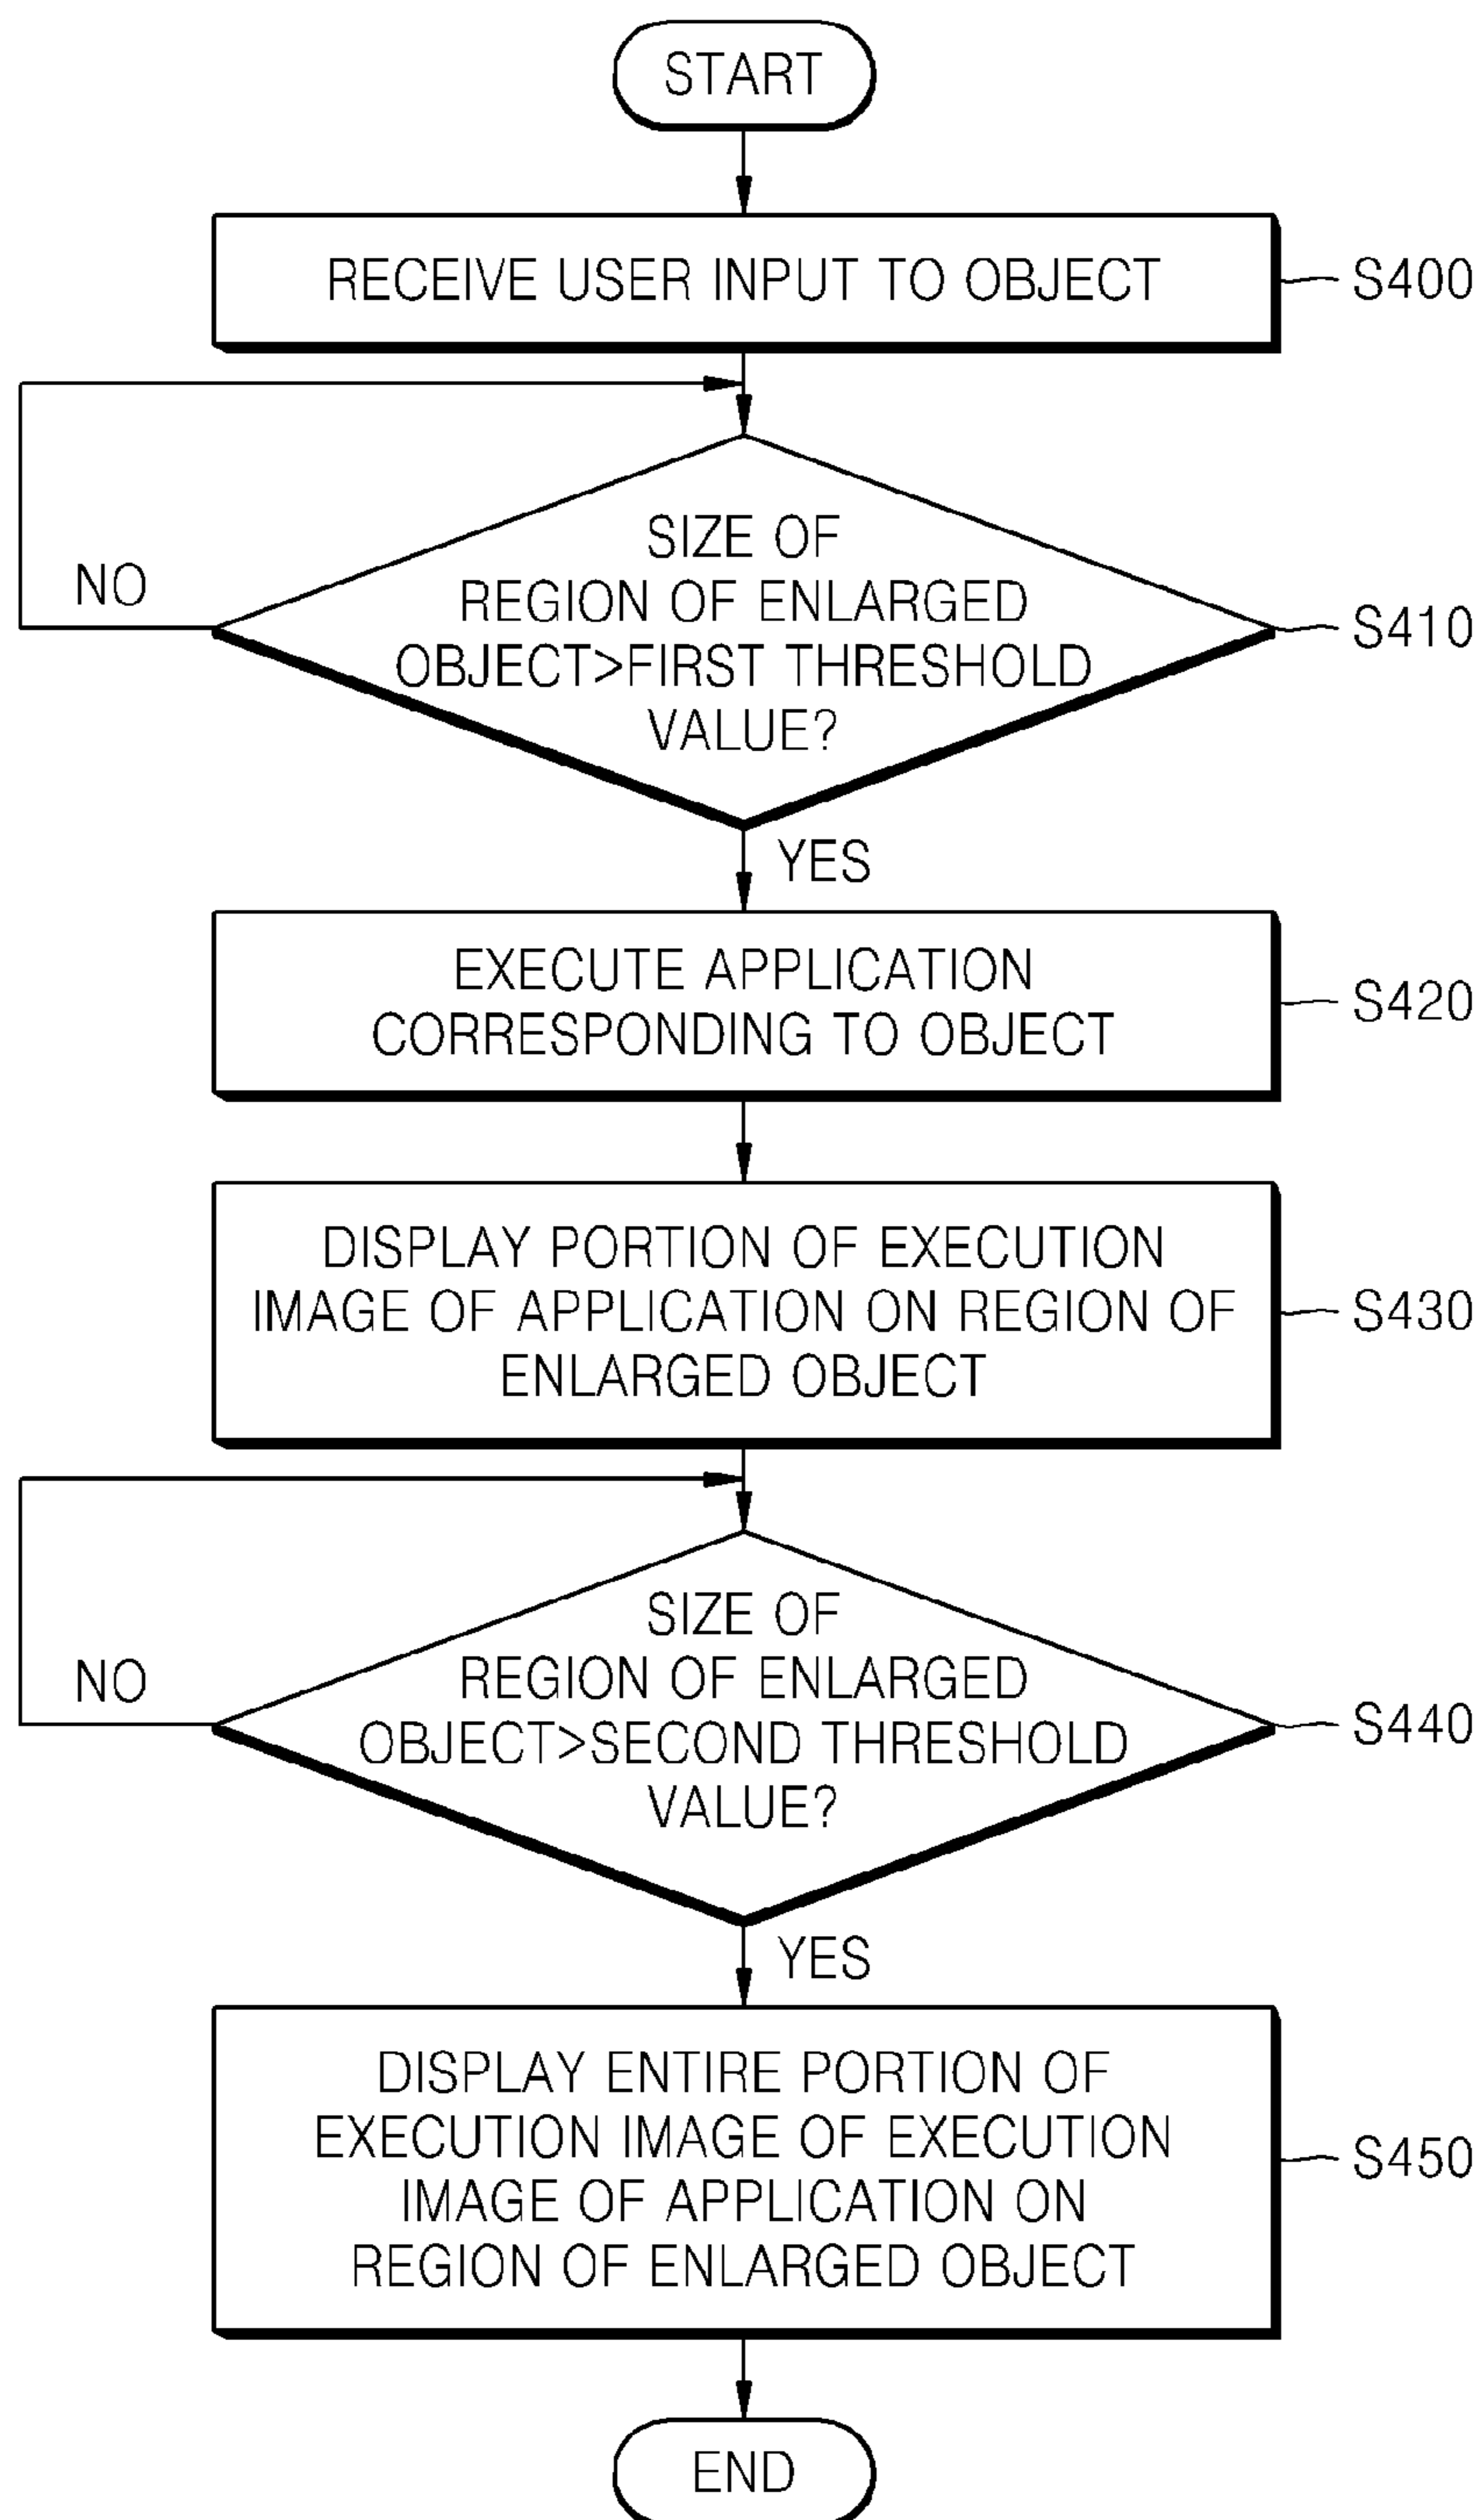 START
RECEIVE USER INPUT TO OBJECT
S400
SIZE OF
REGION OF ENLARGED
OBJECT>FIRST THRESHOLD
VALUE?
NO
S410
YES
EXECUTE APPLICATION
CORRESPONDING TO OBJECT
S420
DISPLAY PORTION OF EXECUTION
IMAGE OF APPLICATION ON REGION OF
ENLARGED OBJECT
S430
SIZE OF
REGION OF ENLARGED
OBJECT>SECOND THRESHOLD
VALUE?
NO
S440
YES
DISPLAY ENTIRE PORTION OF
EXECUTION IMAGE OF EXECUTION
IMAGE OF APPLICATION ON
REGION OF ENLARGED OBJECT
S450
END